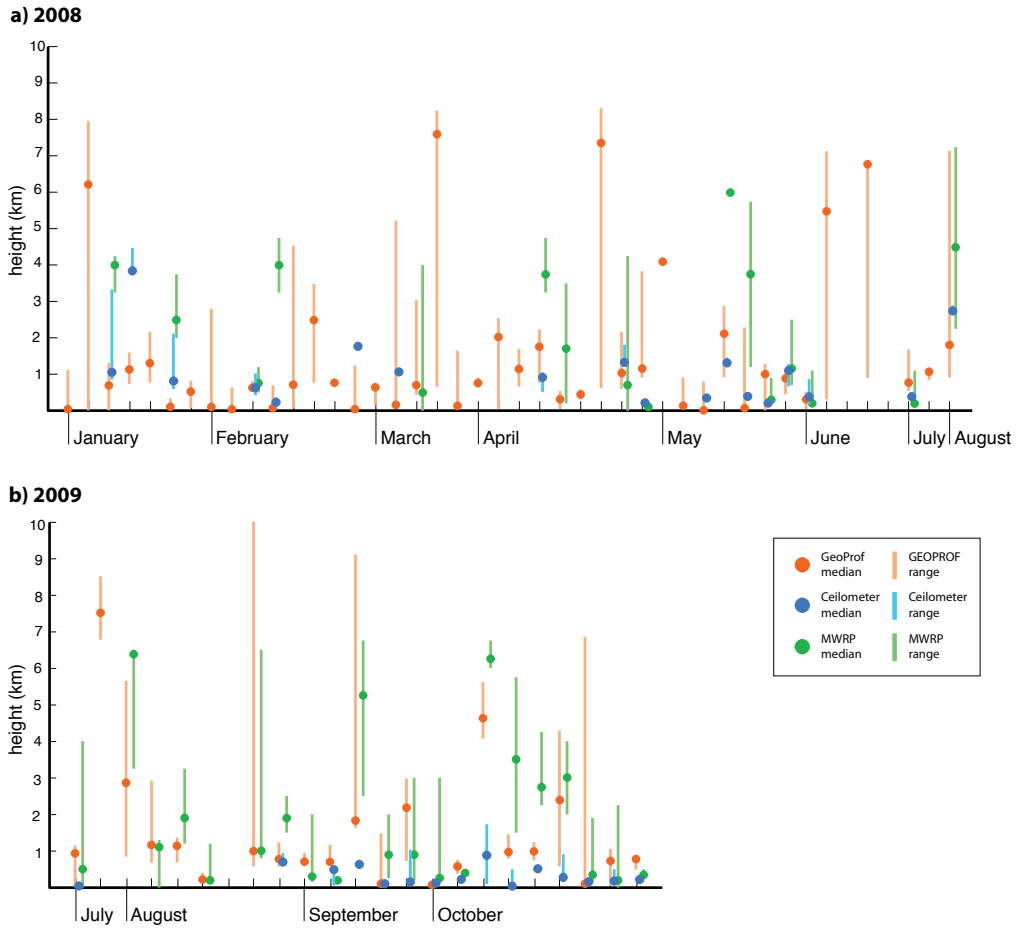 a) 2008
10
9
8
7
6
5
4
3
2
1
height (km)
January February March April May June July August
b) 2009
10
9
8
7
6
5
4
3
2
1
height (km)
July August September October
GeoProf median GEOPROF range
Ceilometer median Ceilometer range
MWRP median MWRP range